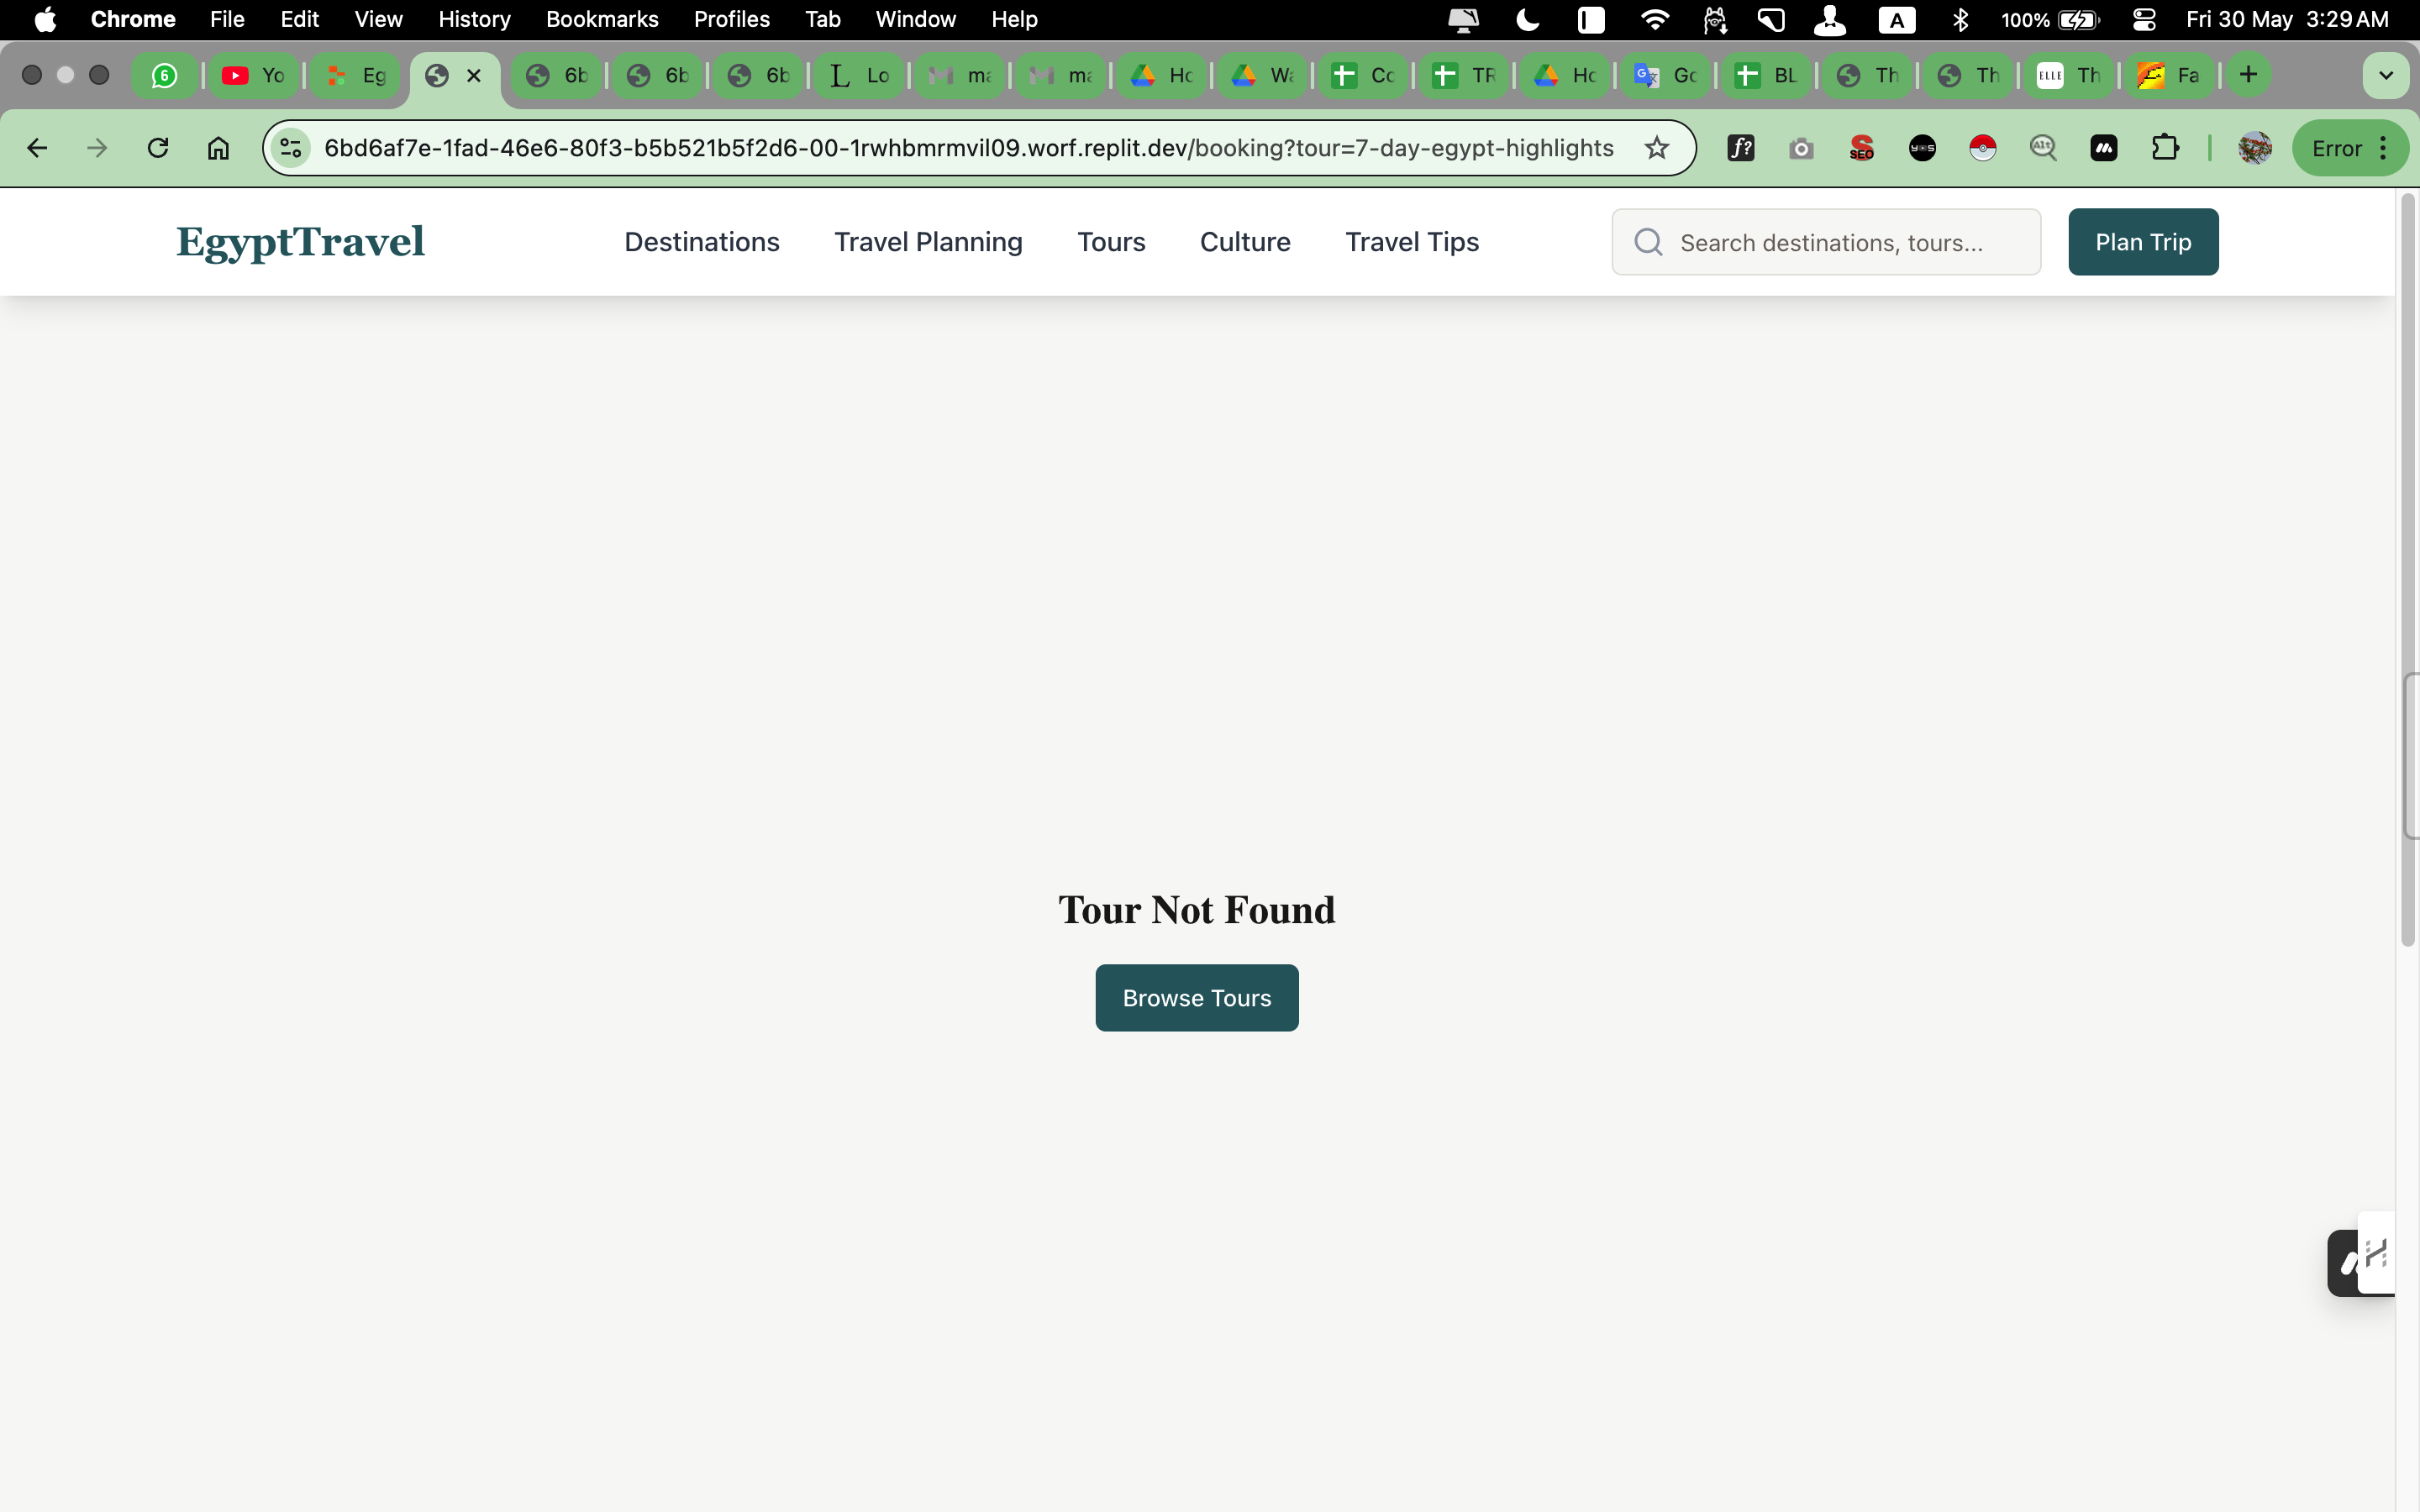 Chrome File Edit View History Bookmarks Profiles Tab Window Help A 100% Fri 30 May 3:29 AM
6 Yo Eg 6b 6b 6b L Lo ma ma Ho Wa Co TR Ho Go BL Th Th ELLE Th Fa
6bd6af7e-1fad-46e6-80f3-b5b521b5f2d6-00-1rwhbmrmvil09.worf.replit.dev/booking?tour=7-day-egypt-highlights f? SEO Alt Error
EgyptTravel Destinations Travel Planning Tours Culture Travel Tips Search destinations, tours... Plan Trip
Tour Not Found
Browse Tours